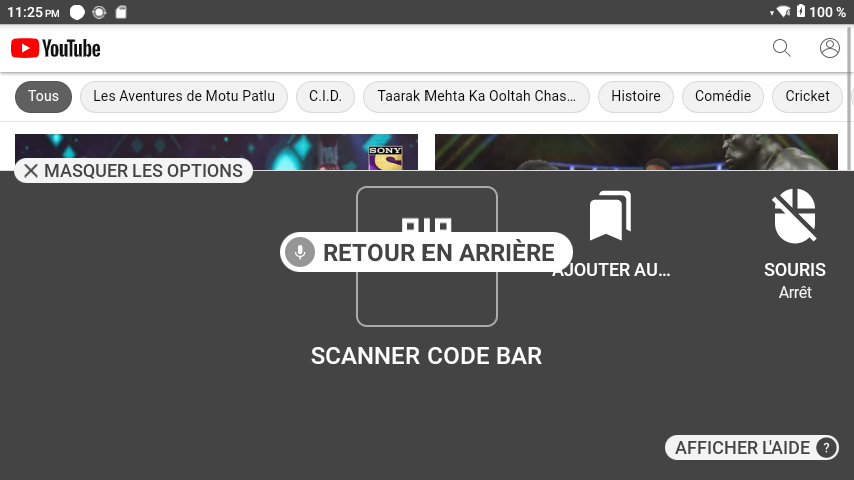 11:25 PM
100 %
YouTube
Tous
Les Aventures de Motu Patlu
C.I.D.
Taarak Mehta Ka Ooltah Chas...
Histoire
Comédie
Cricket
SONY
MASQUER LES OPTIONS
RETOUR EN ARRIÈRE
AJOUTER AU...
SOURIS
Arrêt
SCANNER CODE BAR
AFFICHER L'AIDE ?